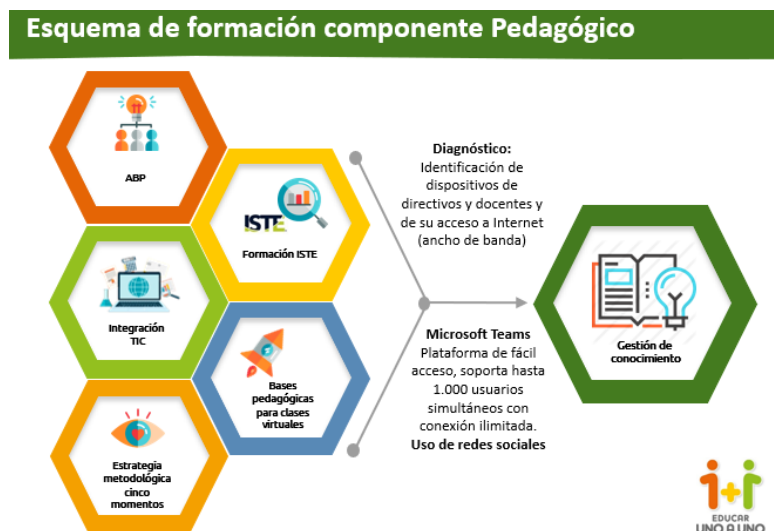 Esquema de formación componente Pedagógico
ABP
ISTE
Formación ISTE
Integración
TIC
Bases
pedagógicas
para clases
virtuales
Estrategia
metodológica
cinco
momentos
Diagnóstico:
Identificación de
dispositivos de
directivos y docentes y
de su acceso a Internet
(ancho de banda)
Microsoft Teams
Plataforma de fácil
acceso, soporta hasta
1.000 usuarios
simultáneos con
conexión ilimitada.
Uso de redes sociales
Gestión de
conocimiento
i+i
EDUCAR
UNO A UNO